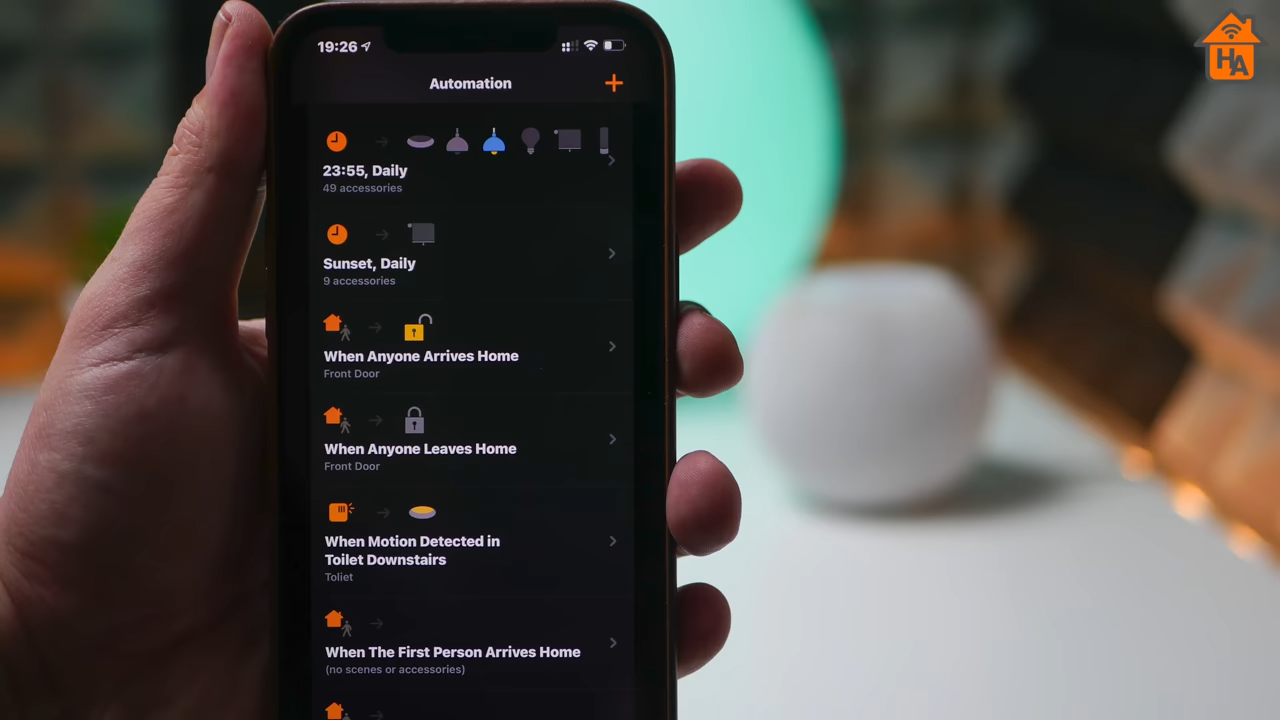 19:26
HA
Automation
23:55, Daily
49 accessories
Sunset, Daily
9 accessories
When Anyone Arrives Home
Front Door
When Anyone Leaves Home
Front Door
When Motion Detected in
Toilet Downstairs
Toliet
When The First Person Arrives Home
(no scenes or accessories)